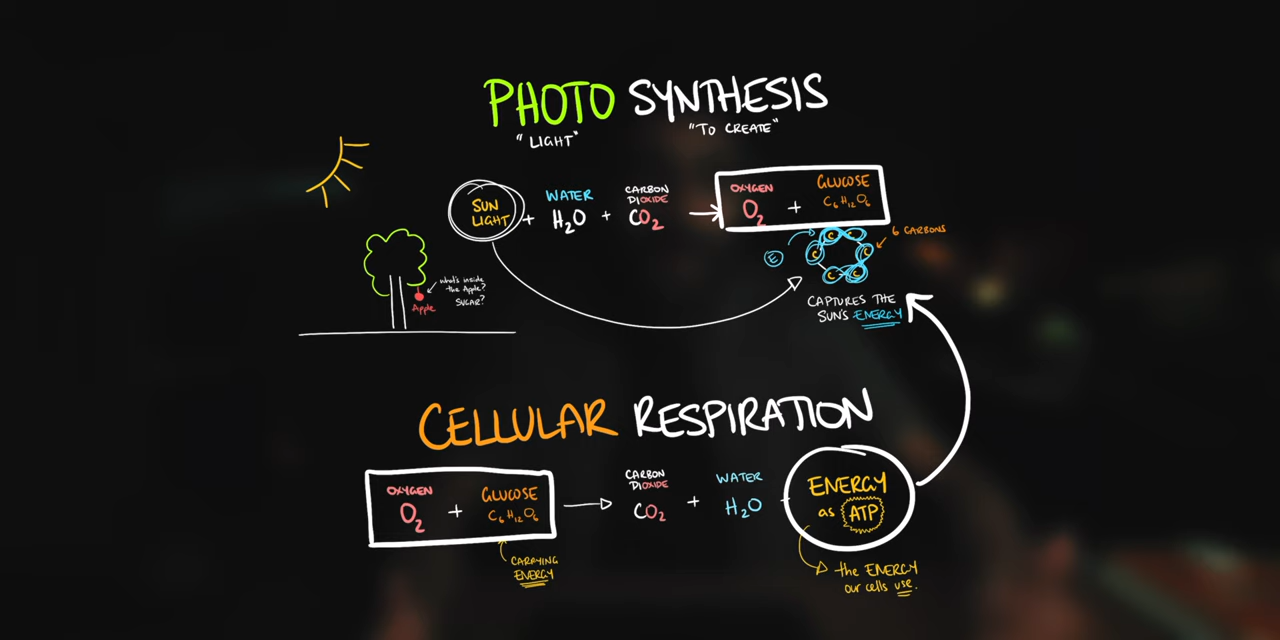 PHOTO SYNTHESIS
"LIGHT" "TO CREATE"
SUN
LIGHT
+
WATER
H₂O
+
CARBON
DIOXIDE
CO₂
OXYGEN
O₂
+
GLUCOSE
C₆H₁₂O₆
E
C C C C C C
6 CARBONS
CAPTURES THE
SUN'S ENERGY
what's inside
the Apple?
SUGAR?
Apple
CELLULAR RESPIRATION
OXYGEN
O₂
+
GLUCOSE
C₆H₁₂O₆
CARRYING
ENERGY
CARBON
DIOXIDE
CO₂
+
WATER
H₂O
+
ENERGY
as ATP
the ENERGY
our cells use.